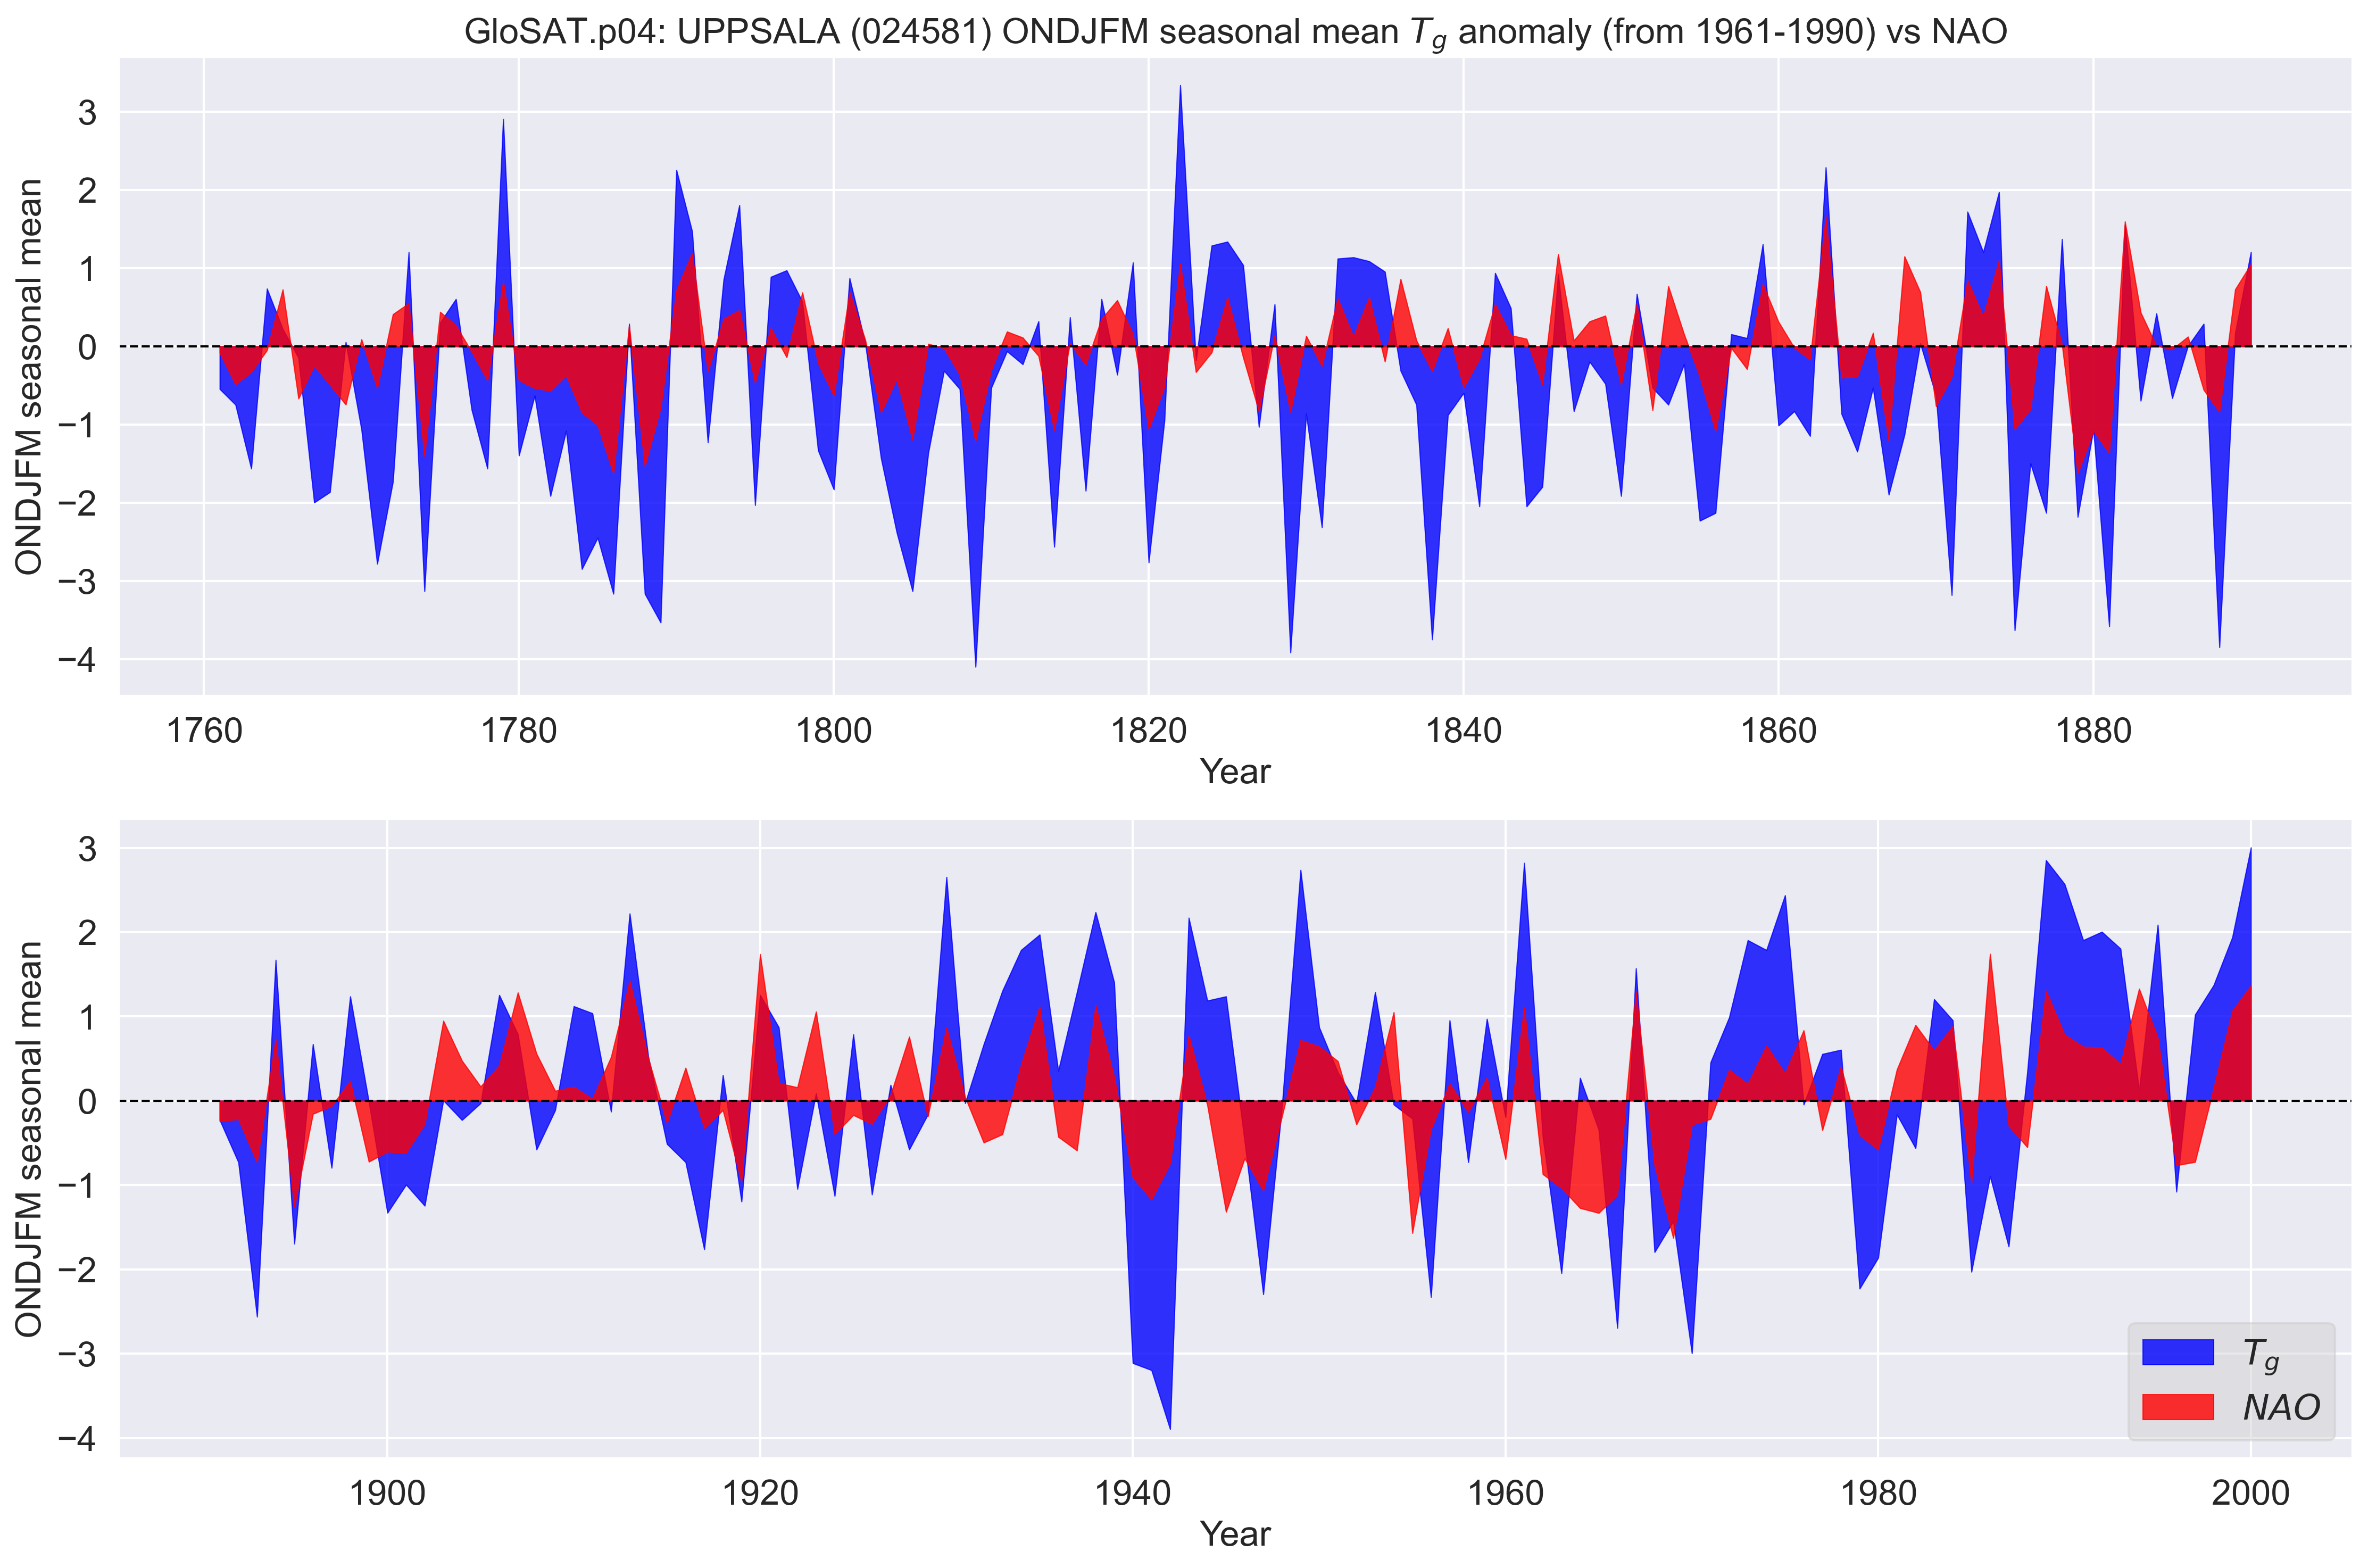 GloSAT.p04: UPPSALA (024581) ONDJFM seasonal mean Tg anomaly (from 1961-1990) vs NAO
ONDJFM seasonal mean
3
2
1
0
−1
−2
−3
−4
1760 1780 1800 1820 1840 1860 1880
Year
ONDJFM seasonal mean
3
2
1
0
−1
−2
−3
−4
Tg
NAO
1900 1920 1940 1960 1980 2000
Year